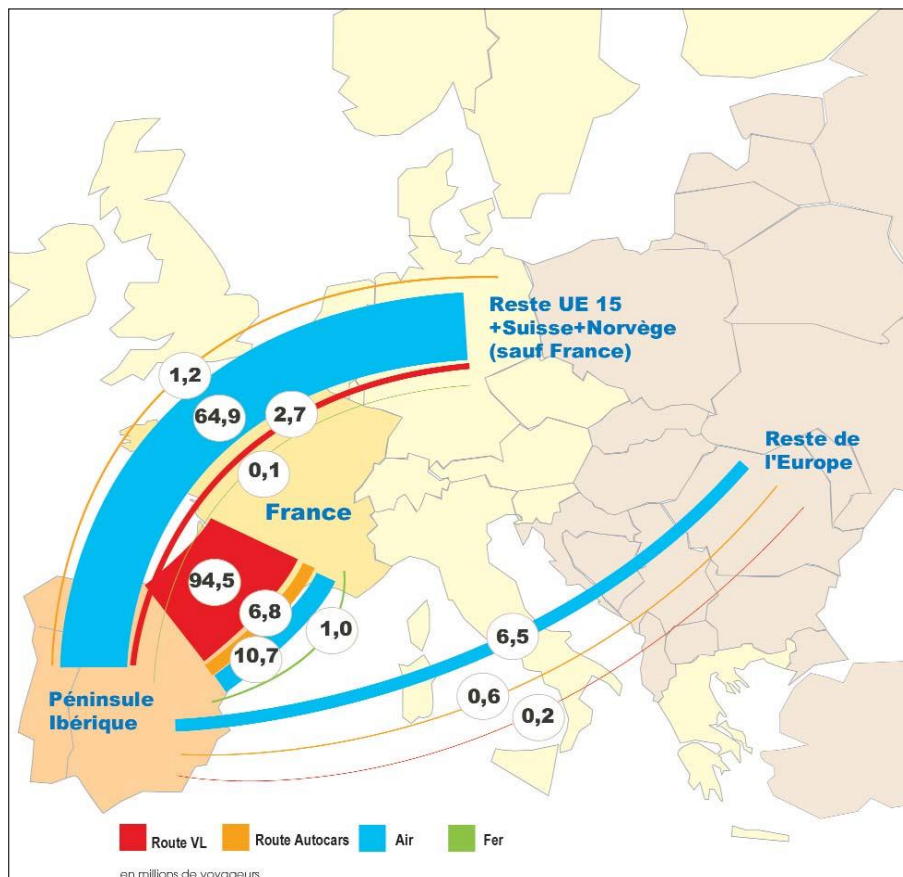 Reste UE 15
+Suisse+Norvège
(sauf France)
1,2
64,9
2,7
0,1
Reste de
l'Europe
France
94,5
6,8
1,0
10,7
6,5
0,6
0,2
Péninsule
Ibérique
Route VL
Route Autocars
Air
Fer
en millions de voyageurs